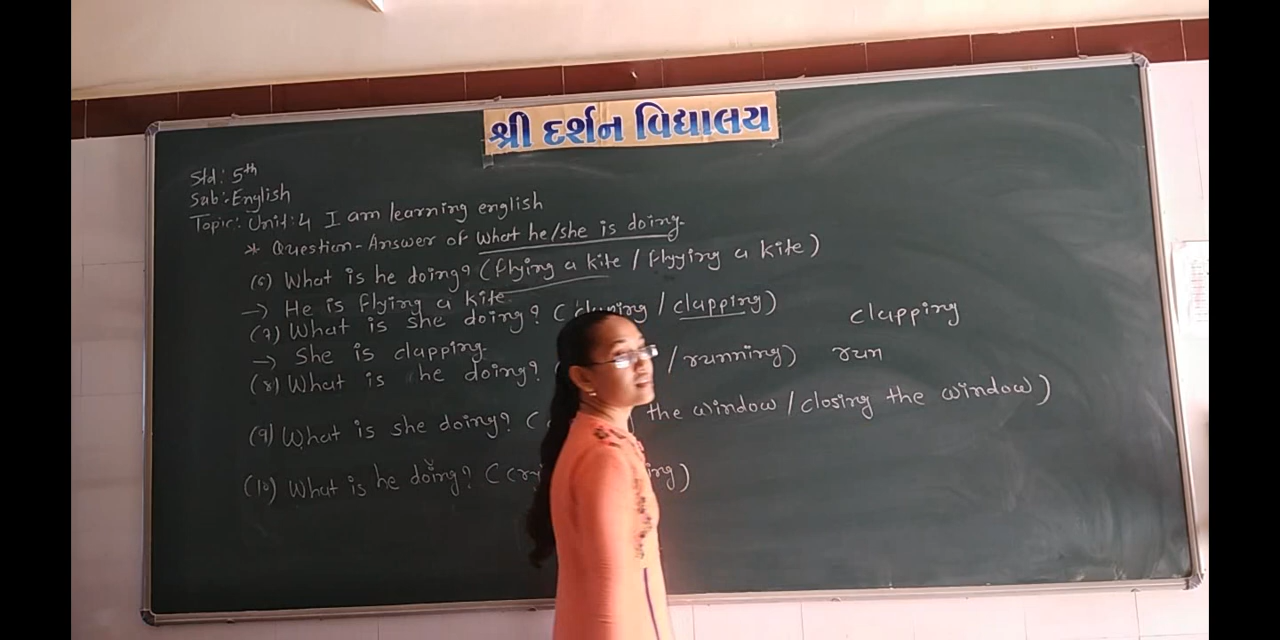 શ્રી દર્શન વિદ્યાલય
Std: 5th
Sub:- English
Topic:- Unit: 4 I am learning english
* Question-Answer of what he/she is doing.
(6) What is he doing? (flying a kite / flyying a kite)
→ He is flying a kite.
(7) What is she doing? (claping / clapping) clapping
→ She is clapping.
(8) What is he doing? / running) run
(9) What is she doing? ( the window / closing the window)
(10) What is he doing? (